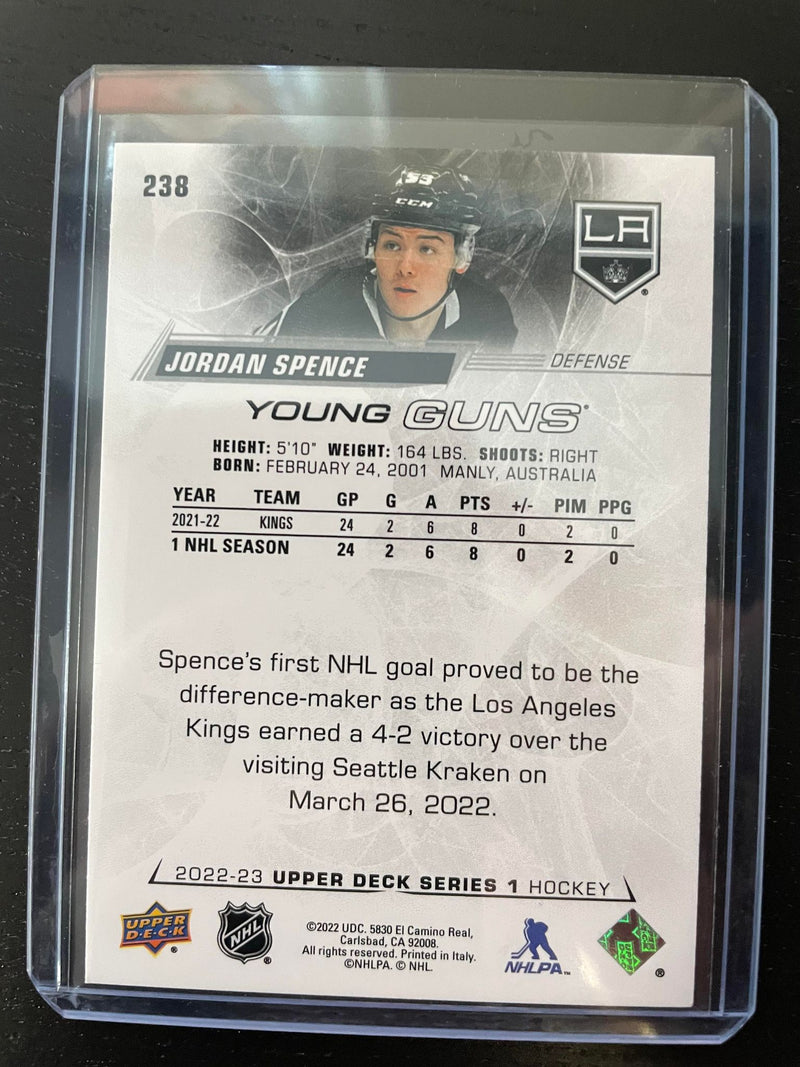 238
53
CCM
LA
JORDAN SPENCE
DEFENSE
YOUNG GUNS
HEIGHT: 5'10" WEIGHT: 164 LBS. SHOOTS: RIGHT
BORN: FEBRUARY 24, 2001 MANLY, AUSTRALIA
YEAR TEAM GP G A PTS +/- PIM PPG
2021-22 KINGS 24 2 6 8 0 2 0
1 NHL SEASON 24 2 6 8 0 2 0
Spence's first NHL goal proved to be the
difference-maker as the Los Angeles
Kings earned a 4-2 victory over the
visiting Seattle Kraken on
March 26, 2022.
2022-23 UPPER DECK SERIES 1 HOCKEY
UPPER
D·E·C·K
NHL
©2022 UDC. 5830 El Camino Real,
Carlsbad, CA 92008.
All rights reserved. Printed in Italy.
©NHLPA. © NHL.
NHLPA™
®